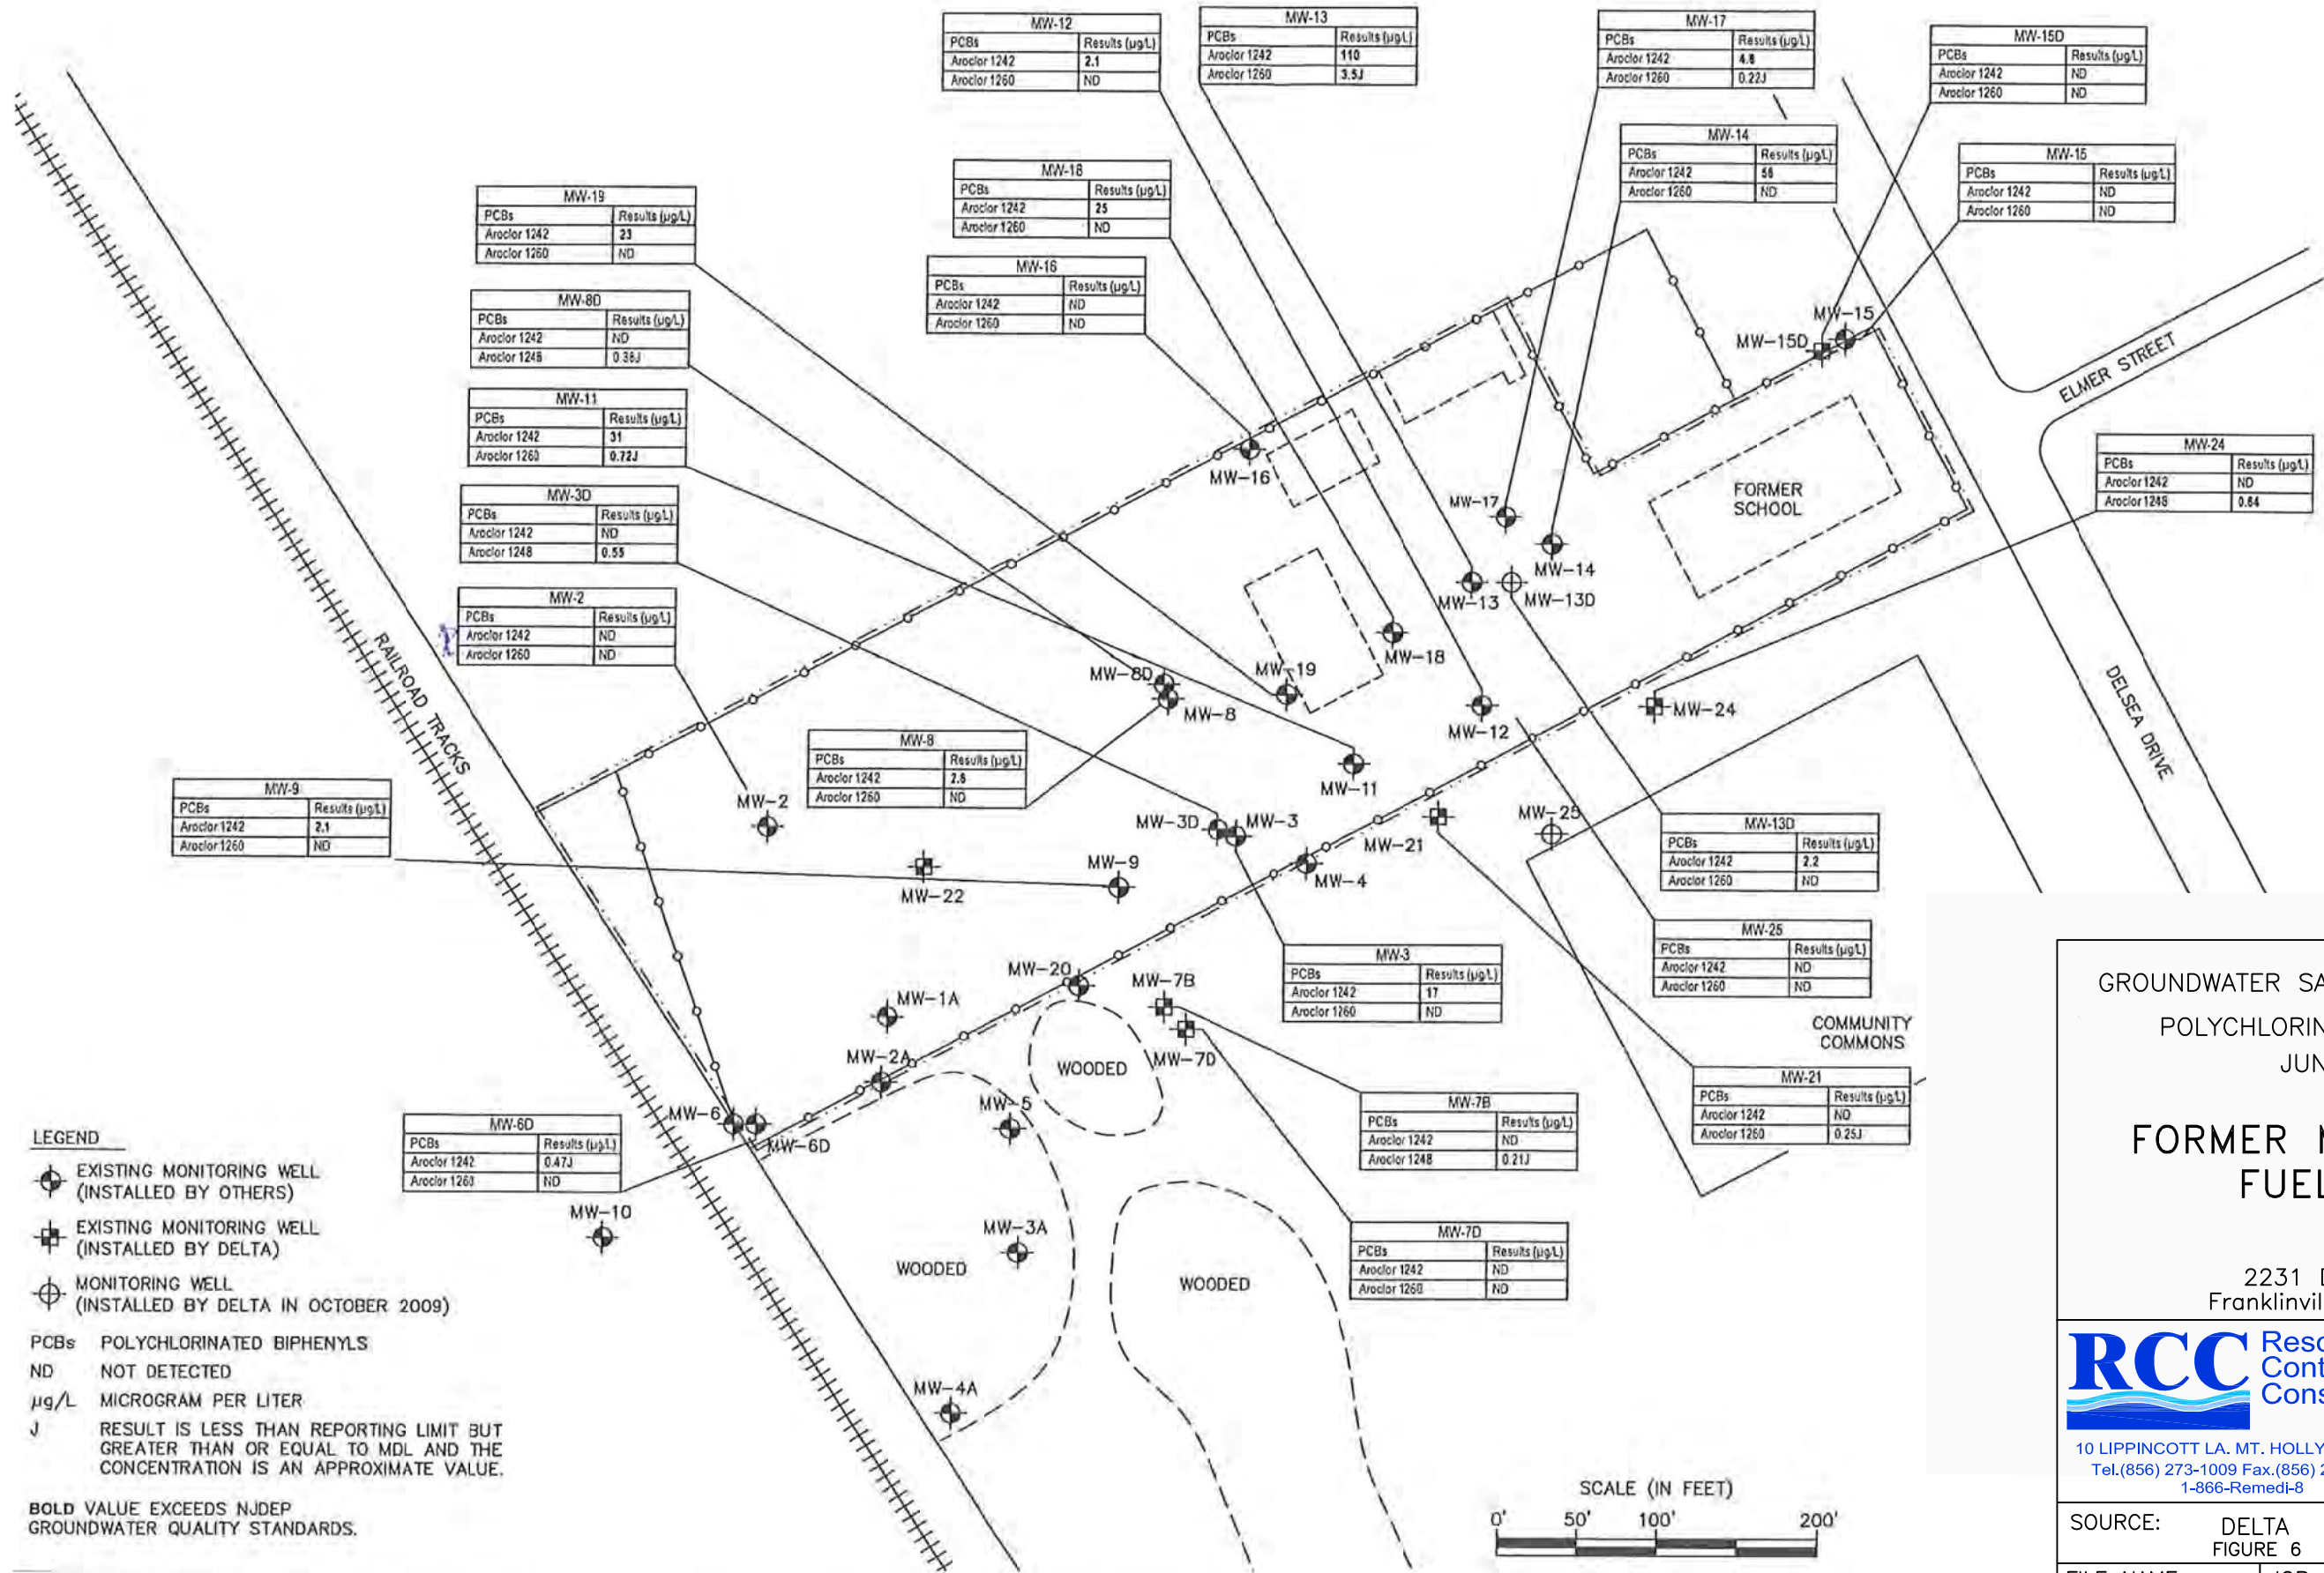 MW-12
PCBs Results (µg/L)
Aroclor 1242 2.1
Aroclor 1260 ND
MW-13
PCBs Results (µg/L)
Aroclor 1242 110
Aroclor 1260 3.5J
MW-17
PCBs Results (µg/L)
Aroclor 1242 4.8
Aroclor 1260 0.22J
MW-15D
PCBs Results (µg/L)
Aroclor 1242 ND
Aroclor 1260 ND
MW-14
PCBs Results (µg/L)
Aroclor 1242
Aroclor 1260 ND
MW-15
PCBs Results (µg/L)
Aroclor 1242 ND
Aroclor 1260 ND
MW-18
PCBs Results (µg/L)
Aroclor 1242 25
Aroclor 1260 ND
MW-19
PCBs Results (µg/L)
Aroclor 1242 23
Aroclor 1260 ND
MW-16
PCBs Results (µg/L)
Aroclor 1242 ND
Aroclor 1260 ND
MW-8D
PCBs Results (µg/L)
Aroclor 1242 ND
Aroclor 1248 0.38J
MW-11
PCBs Results (µg/L)
Aroclor 1242 31
Aroclor 1260 0.72J
MW-3D
PCBs Results (µg/L)
Aroclor 1242 ND
Aroclor 1248 0.55
MW-2
PCBs Results (µg/L)
Aroclor 1242 ND
Aroclor 1260 ND
MW-24
PCBs Results (µg/L)
Aroclor 1242 ND
Aroclor 1248 0.64
MW-15
MW-15D
ELMER STREET
MW-16
MW-17
FORMER
SCHOOL
MW-14
MW-13
MW-13D
MW-18
RAILROAD TRACKS
MW-8D
MW-19
MW-8
MW-12
MW-24
DELSEA DRIVE
MW-8
PCBs Results (µg/L)
Aroclor 1242
Aroclor 1260 ND
MW-9
PCBs Results (µg/L)
Aroclor 1242 2.1
Aroclor 1260 ND
MW-2
MW-11
MW-3D
MW-3
MW-21
MW-25
MW-4
MW-22
MW-9
MW-13D
PCBs Results (µg/L)
Aroclor 1242 2.2
Aroclor 1260 ND
MW-25
PCBs Results (µg/L)
Aroclor 1242 ND
Aroclor 1260 ND
MW-3
PCBs Results (µg/L)
Aroclor 1242 17
Aroclor 1260 ND
MW-20
MW-7B
MW-1A
MW-7D
MW-2A
WOODED
COMMUNITY
COMMONS
MW-21
PCBs Results (µg/L)
Aroclor 1242 ND
Aroclor 1260 0.25J
MW-7B
PCBs Results (µg/L)
Aroclor 1242 ND
Aroclor 1248 0.21J
MW-5
MW-6
MW-6D
MW-6D
PCBs Results (µg/L)
Aroclor 1242 0.47J
Aroclor 1260 ND
MW-10
MW-3A
WOODED
WOODED
MW-7D
PCBs Results (µg/L)
Aroclor 1242 ND
Aroclor 1260 ND
MW-4A
LEGEND
EXISTING MONITORING WELL
(INSTALLED BY OTHERS)
EXISTING MONITORING WELL
(INSTALLED BY DELTA)
MONITORING WELL
(INSTALLED BY DELTA IN OCTOBER 2009)
PCBs POLYCHLORINATED BIPHENYLS
ND NOT DETECTED
µg/L MICROGRAM PER LITER
J RESULT IS LESS THAN REPORTING LIMIT BUT
GREATER THAN OR EQUAL TO MDL AND THE
CONCENTRATION IS AN APPROXIMATE VALUE.
BOLD VALUE EXCEEDS NJDEP
GROUNDWATER QUALITY STANDARDS.
SCALE (IN FEET)
0' 50' 100' 200'
GROUNDWATER SA
POLYCHLORIN
JUN
FORMER
FUEL
2231
Franklinvil
RCC Reso
Cont
Cons
10 LIPPINCOTT LA. MT. HOLLY
Tel.(856) 273-1009 Fax.(856) 2
1-866-Remedi-8
SOURCE: DELTA
FIGURE 6